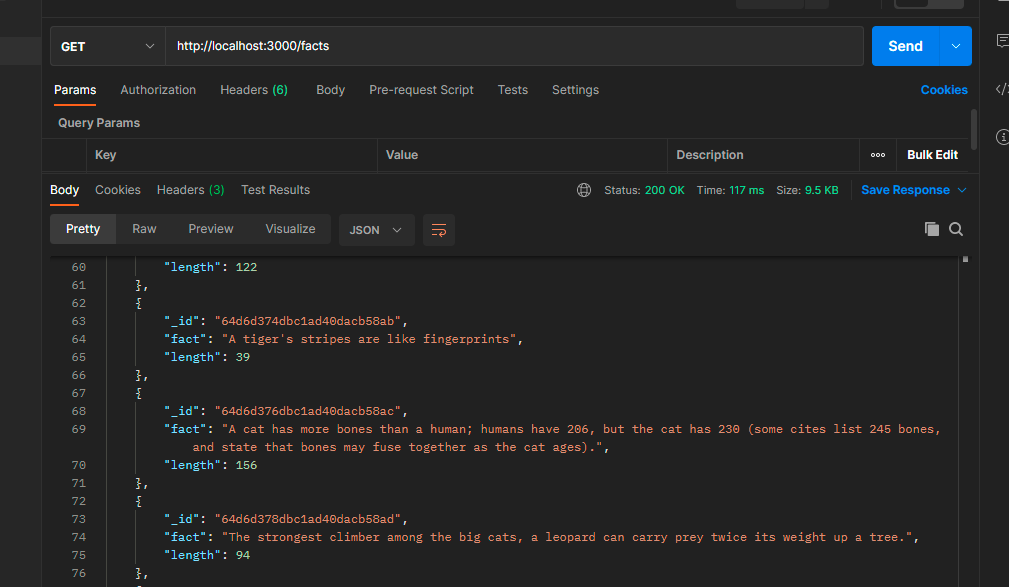 GET http://localhost:3000/facts Send
Params Authorization Headers (6) Body Pre-request Script Tests Settings Cookies
Query Params
Key Value Description ooo Bulk Edit
Body Cookies Headers (3) Test Results Status: 200 OK Time: 117 ms Size: 9.5 KB Save Response
Pretty Raw Preview Visualize JSON
60 "length": 122
61 },
62 {
63 "_id": "64d6d374dbc1ad40dacb58ab",
64 "fact": "A tiger's stripes are like fingerprints",
65 "length": 39
66 },
67 {
68 "_id": "64d6d376dbc1ad40dacb58ac",
69 "fact": "A cat has more bones than a human; humans have 206, but the cat has 230 (some cites list 245 bones,
and state that bones may fuse together as the cat ages).",
70 "length": 156
71 },
72 {
73 "_id": "64d6d378dbc1ad40dacb58ad",
74 "fact": "The strongest climber among the big cats, a leopard can carry prey twice its weight up a tree.",
75 "length": 94
76 },